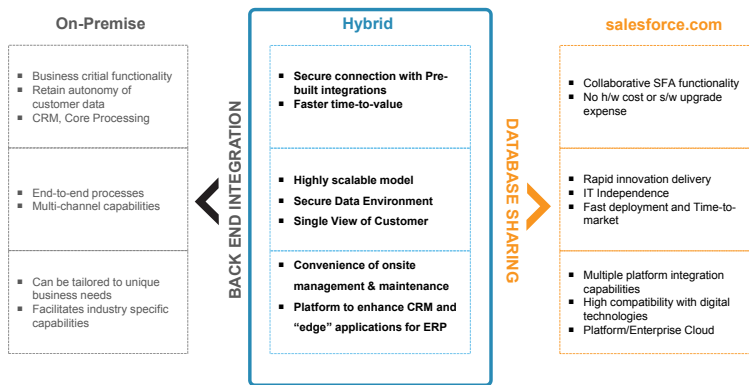 On-Premise
▪ Business critial functionality
▪ Retain autonomy of
customer data
▪ CRM, Core Processing
▪ End-to-end processes
▪ Multi-channel capabilities
▪ Can be tailored to unique
business needs
▪ Facilitates industry specific
capabilities
BACK END INTEGRATION
Hybrid
▪ Secure connection with Pre-
built integrations
▪ Faster time-to-value
▪ Highly scalable model
▪ Secure Data Environment
▪ Single View of Customer
▪ Convenience of onsite
management & maintenance
▪ Platform to enhance CRM and
“edge” applications for ERP
DATABASE SHARING
salesforce.com
▪ Collaborative SFA functionality
▪ No h/w cost or s/w upgrade
expense
▪ Rapid innovation delivery
▪ IT Independence
▪ Fast deployment and Time-to-
market
▪ Multiple platform integration
capabilities
▪ High compatibility with digital
technologies
▪ Platform/Enterprise Cloud